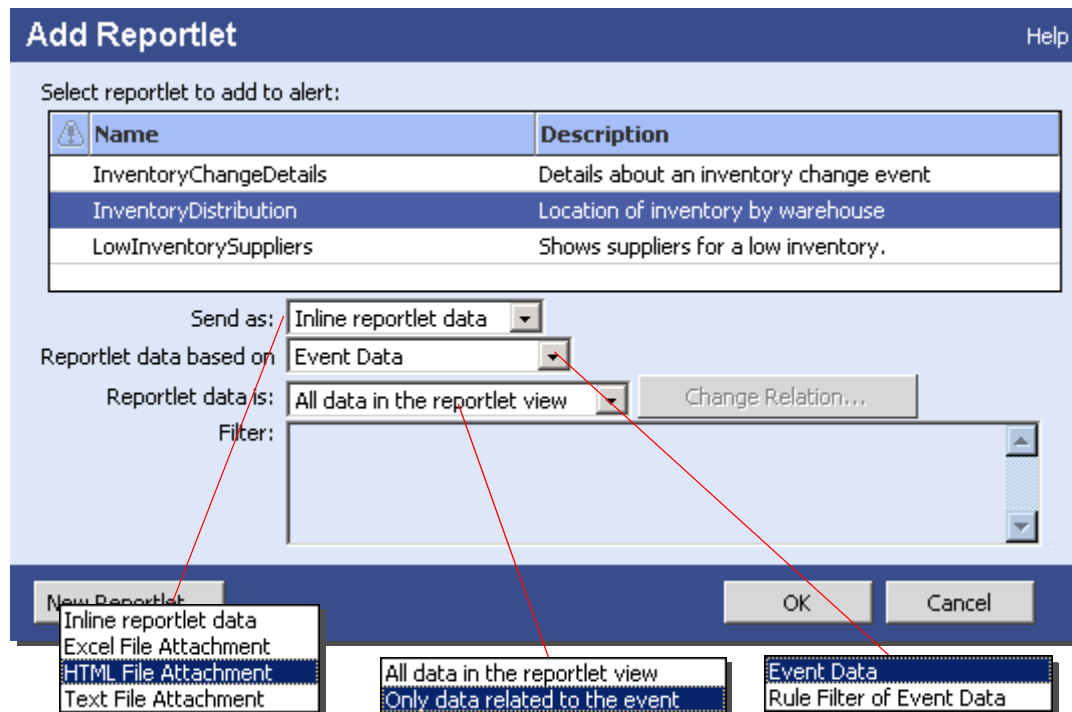 Add Reportlet Help
Select reportlet to add to alert:
Name Description
InventoryChangeDetails Details about an inventory change event
InventoryDistribution Location of inventory by warehouse
LowInventorySuppliers Shows suppliers for a low inventory.
Send as: Inline reportlet data
Reportlet data based on Event Data
Reportlet data is: All data in the reportlet view Change Relation...
Filter:
New Reportlet... OK Cancel
Inline reportlet data
Excel File Attachment
HTML File Attachment
Text File Attachment
All data in the reportlet view
Only data related to the event
Event Data
Rule Filter of Event Data